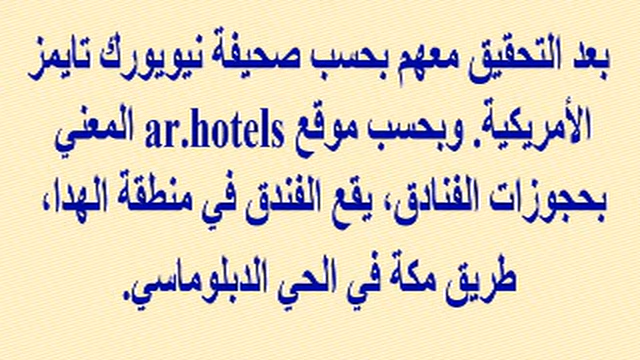 بعد التحقيق معهم بحسب صحيفة نيويورك تايمز
الأمريكية. وبحسب موقع ar.hotels المعني
بحجوزات الفنادق، يقع الفندق في منطقة الهدا،
طريق مكة في الحي الدبلوماسي.